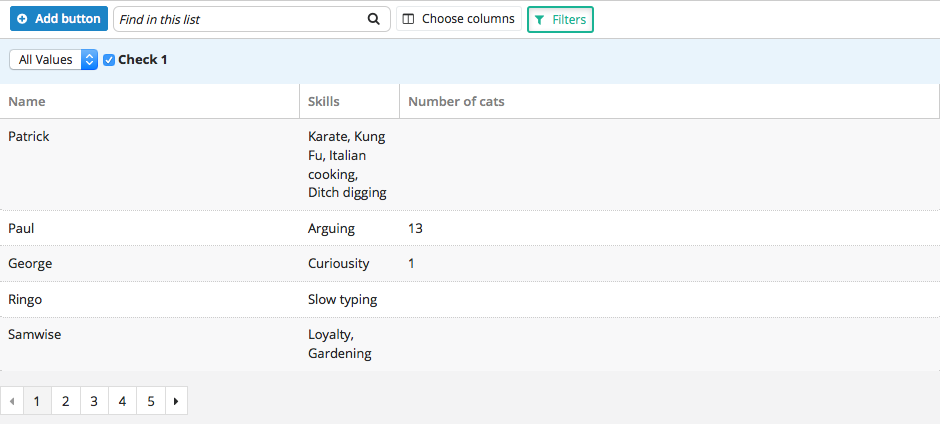 Add button Find in this list Choose columns Filters
All Values Check 1
Name Skills Number of cats
Patrick Karate, Kung
Fu, Italian
cooking,
Ditch digging
Paul Arguing 13
George Curiousity 1
Ringo Slow typing
Samwise Loyalty,
Gardening
1 2 3 4 5